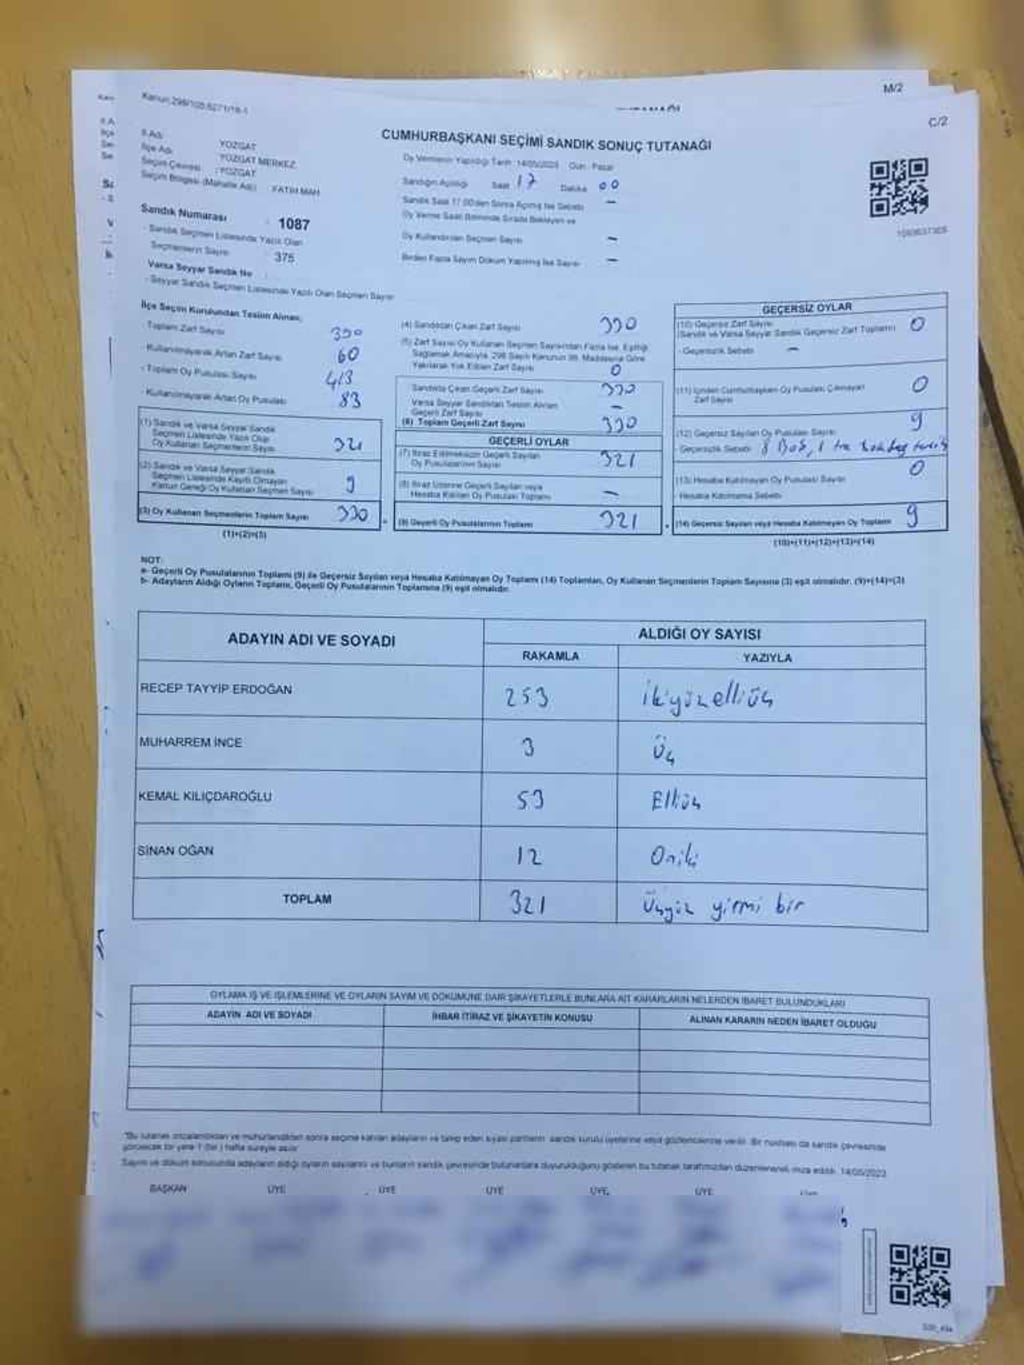 M/2
C/2
Kanun:298/105,6271/18-1
CUMHURBAŞKANI SEÇİMİ SANDIK SONUÇ TUTANAĞI
İl Adı YOZGAT
İlçe Adı YOZGAT MERKEZ
Seçim Çevresi : YOZGAT
Seçim Bölgesi (Mahalle Adı) FATİH MAH
Sandık Numarası : 1087
- Sandık Seçmen Listesinde Yazılı Olan
Seçmenlerin Sayısı : 375
Varsa Seyyar Sandık No :
- Seyyar Sandık Seçmen Listesinde Yazılı Olan Seçmen Sayısı
Oy Vermenin Yapıldığı Tarih :14/05/2023 Gün : Pazar
Sandığın Açıldığı Saat 17 Dakika 00
Sandık Saat 17.00'den Sonra Açılmış İse Sebebi -
Oy Verme Saati Bitiminde Sırada Bekleyen ve
Oy Kullandırılan Seçmen Sayısı -
Birden Fazla Sayım Döküm Yapılmış İse Sayısı -
İlçe Seçim Kurulundan Teslim Alınan;
- Toplam Zarf Sayısı 390
- Kullanılmayarak Artan Zarf Sayısı 60
- Toplam Oy Pusulası Sayısı 413
- Kullanılmayarak Artan Oy Pusulası 83
(1) Sandık ve Varsa Seyyar Sandık
Seçmen Listesinde Yazılı Olup
Oy Kullanan Seçmenlerin Sayısı 321
(2) Sandık ve Varsa Seyyar Sandık
Seçmen Listesinde Kayıtlı Olmayan
Kanun Gereği Oy Kullanan Seçmen Sayısı 9
(3) Oy Kullanan Seçmenlerin Toplam Sayısı 330
(1)+(2)=(3)
(4) Sandıktan Çıkan Zarf Sayısı 330
(5) Zarf Sayısı Oy Kullanan Seçmen Sayısından Fazla İse, Eşitliği
Sağlamak Amacıyla, 298 Sayılı Kanunun 98. Maddesine Göre
Yakılarak Yok Edilen Zarf Sayısı 0
Sandıkta Çıkan Geçerli Zarf Sayısı 330
Varsa Seyyar Sandıktan Teslim Alınan
Geçerli Zarf Sayısı -
(6) Toplam Geçerli Zarf Sayısı 330
GEÇERLİ OYLAR
(7) İtiraz Edilmeksizin Geçerli Sayılan
Oy Pusulalarının Sayısı 321
(8) İtiraz Üzerine Geçerli Sayılan veya
Hesaba Katılan Oy Pusulası Toplamı -
(9) Geçerli Oy Pusulalarının Toplamı 321
GEÇERSİZ OYLAR
(10) Geçersiz Zarf Sayısı
(Sandık ve Varsa Seyyar Sandık Geçersiz Zarf Toplamı) 0
- Geçersizlik Sebebi -
(11) İçinden Cumhurbaşkanı Oy Pusulası Çıkmayan
Zarf Sayısı 0
(12) Geçersiz Sayılan Oy Pusulası Sayısı 9
- Geçersizlik Sebebi 8 Boş, 1
(13) Hesaba Katılmayan Oy Pusulası Sayısı 0
- Hesaba Katılmama Sebebi
(14) Geçersiz Sayılan veya Hesaba Katılmayan Oy Toplamı 9
(10)+(11)+(12)+(13)=(14)
NOT:
a- Geçerli Oy Pusulalarının Toplamı (9) ile Geçersiz Sayılan veya Hesaba Katılmayan Oy Toplamı (14) Toplamları, Oy Kullanan Seçmenlerin Toplam Sayısına (3) eşit olmalıdır. (9)+(14)=(3)
b- Adayların Aldığı Oyların Toplamı, Geçerli Oy Pusulalarının Toplamına (9) eşit olmalıdır.
ADAYIN ADI VE SOYADI ALDIĞI OY SAYISI
RAKAMLA YAZIYLA
RECEP TAYYİP ERDOĞAN 253 İkiyüzelliüç
MUHARREM İNCE 3 Üç
KEMAL KILIÇDAROĞLU 53 Elliüç
SİNAN OĞAN 12 Oniki
TOPLAM 321 Üçyüz yirmi bir
OYLAMA İŞ VE İŞLEMLERİNE VE OYLARIN SAYIM VE DÖKÜMÜNE DAİR ŞİKAYETLERLE BUNLARA AİT KARARLARIN NELERDEN İBARET BULUNDUKLARI
ADAYIN ADI VE SOYADI İHBAR İTİRAZ VE ŞİKAYETİN KONUSU ALINAN KARARIN NEDEN İBARET OLDUĞU
"Bu tutanak imzalandıktan ve mühürlendikten sonra seçime katılan adayların ve talep eden siyasi partilerin sandık kurulu üyelerine veya gözlemcilerine verilir. Bir nüshası da sandık çevresinde
görülecek bir yere 1 (bir) hafta süreyle asılır.
Sayım ve döküm sonucunda adayların aldığı oyların sayılarını ve bunların sandık çevresinde bulunanlara duyurulduğunu gösteren bu tutanak tarafımızdan düzenlenerek imza edildi. 14/05/2023
BAŞKAN ÜYE ÜYE ÜYE ÜYE ÜYE ÜYE